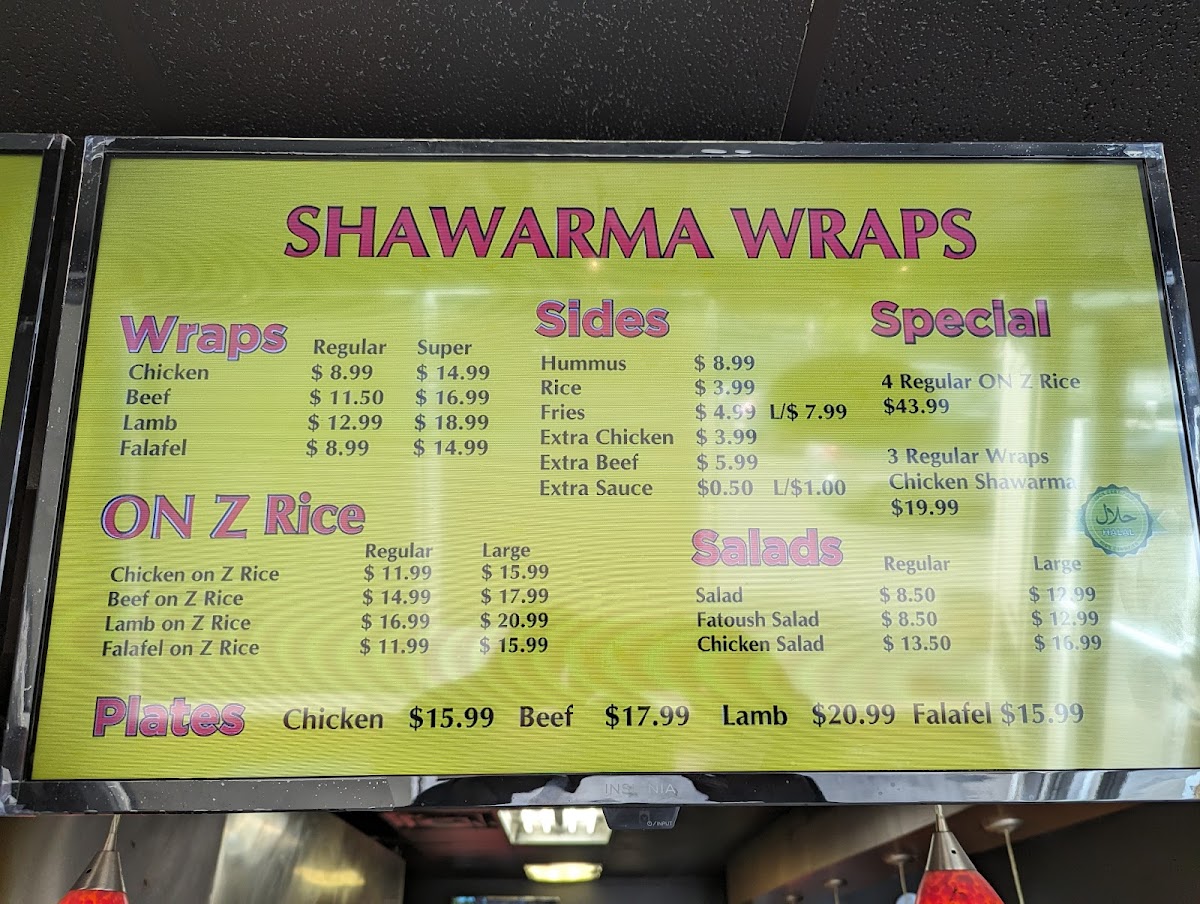 SHAWARMA WRAPS
Wraps Regular Super
Chicken $ 8.99 $ 14.99
Beef $ 11.50 $ 16.99
Lamb $ 12.99 $ 18.99
Falafel $ 8.99 $ 14.99
ON Z Rice
Regular Large
Chicken on Z Rice $ 11.99 $ 15.99
Beef on Z Rice $ 14.99 $ 17.99
Lamb on Z Rice $ 16.99 $ 20.99
Falafel on Z Rice $ 11.99 $ 15.99
Sides
Hummus $ 8.99
Rice $ 3.99
Fries $ 4.99 L/$ 7.99
Extra Chicken $ 3.99
Extra Beef $ 5.99
Extra Sauce $0.50 L/$1.00
Special
4 Regular ON Z Rice
$43.99
3 Regular Wraps
Chicken Shawarma
$19.99
حلال
HALAL
Salads Regular Large
Salad $ 8.50 $ 12.99
Fatoush Salad $ 8.50 $ 12.99
Chicken Salad $ 13.50 $ 16.99
Plates Chicken $15.99 Beef $17.99 Lamb $20.99 Falafel $15.99
INSIGNIA
/INPUT